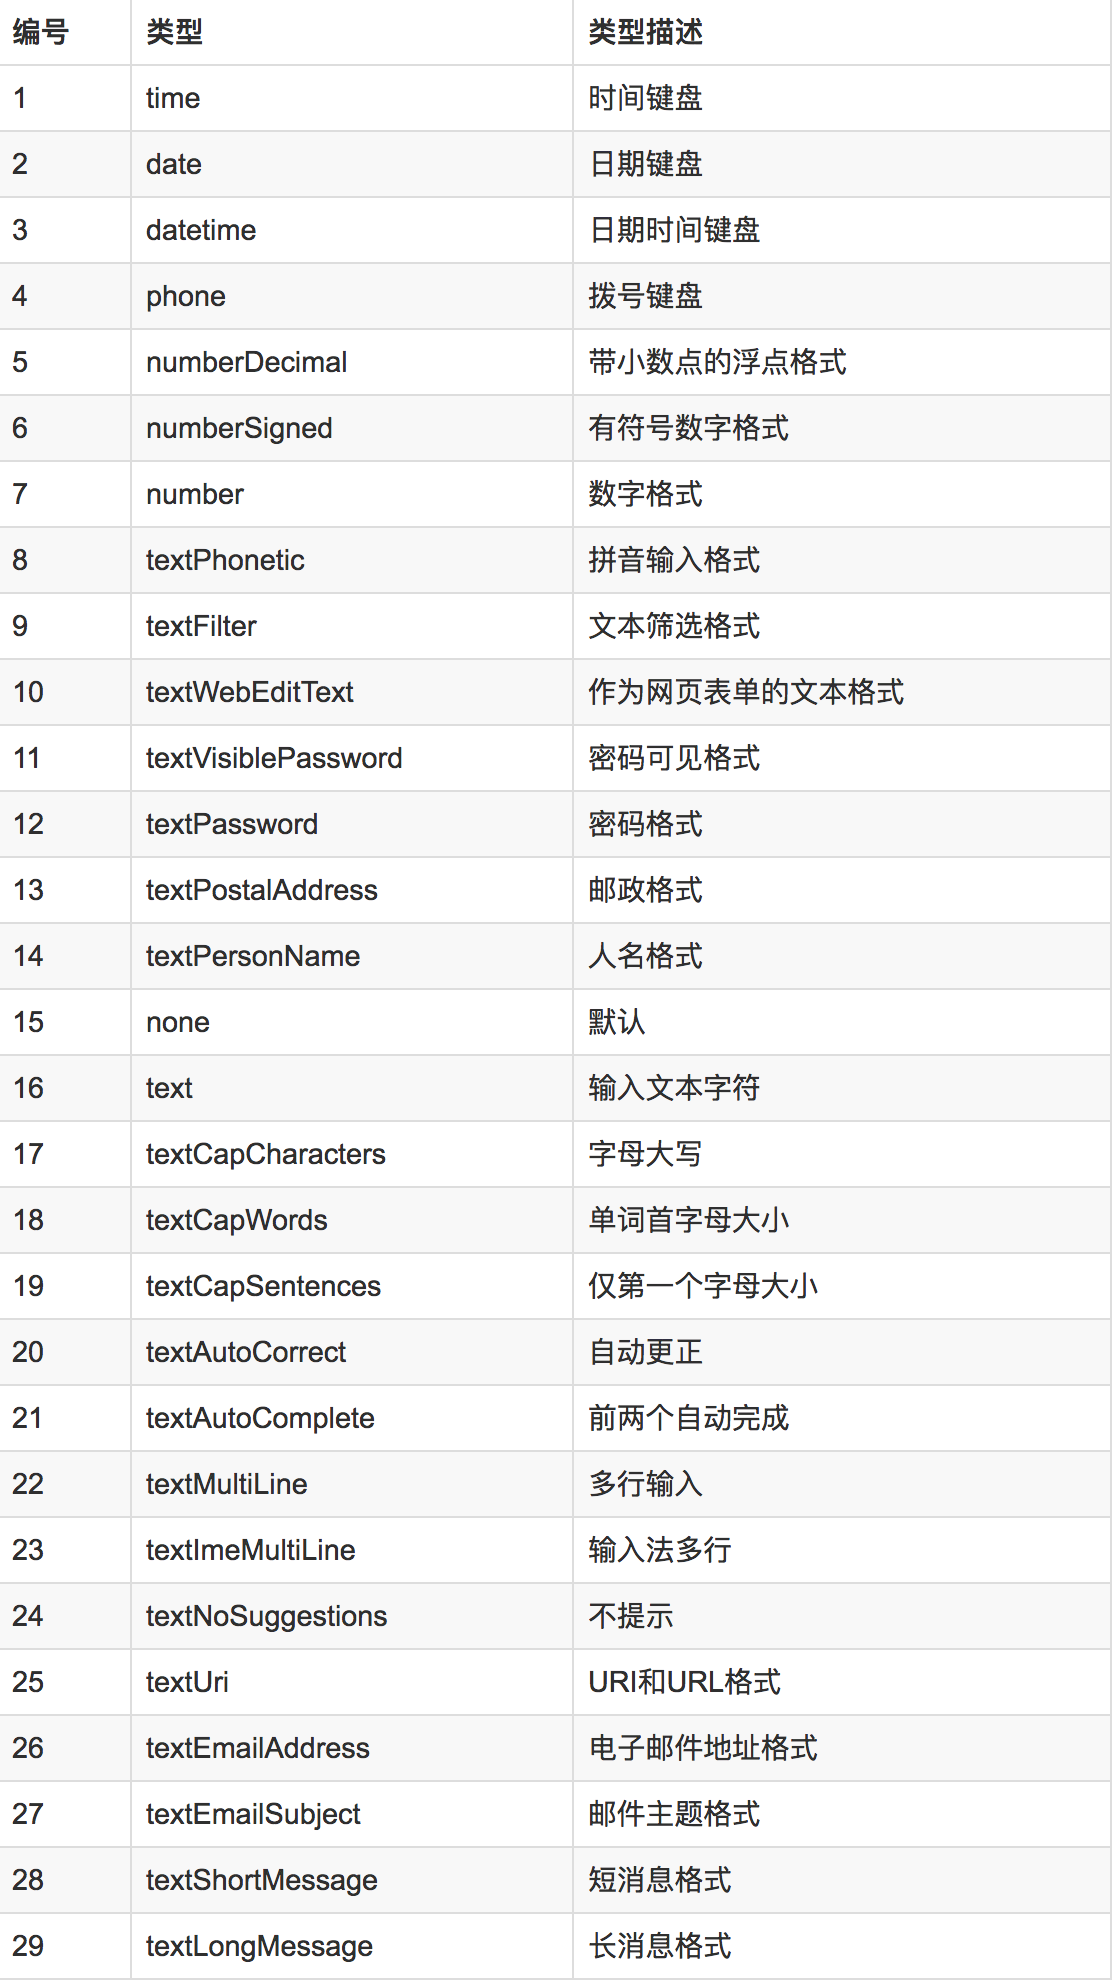 编号 类型 类型描述
1 time 时间键盘
2 date 日期键盘
3 datetime 日期时间键盘
4 phone 拨号键盘
5 numberDecimal 带小数点的浮点格式
6 numberSigned 有符号数字格式
7 number 数字格式
8 textPhonetic 拼音输入格式
9 textFilter 文本筛选格式
10 textWebEditText 作为网页表单的文本格式
11 textVisiblePassword 密码可见格式
12 textPassword 密码格式
13 textPostalAddress 邮政格式
14 textPersonName 人名格式
15 none 默认
16 text 输入文本字符
17 textCapCharacters 字母大写
18 textCapWords 单词首字母大小
19 textCapSentences 仅第一个字母大小
20 textAutoCorrect 自动更正
21 textAutoComplete 前两个自动完成
22 textMultiLine 多行输入
23 textImeMultiLine 输入法多行
24 textNoSuggestions 不提示
25 textUri URI和URL格式
26 textEmailAddress 电子邮件地址格式
27 textEmailSubject 邮件主题格式
28 textShortMessage 短消息格式
29 textLongMessage 长消息格式